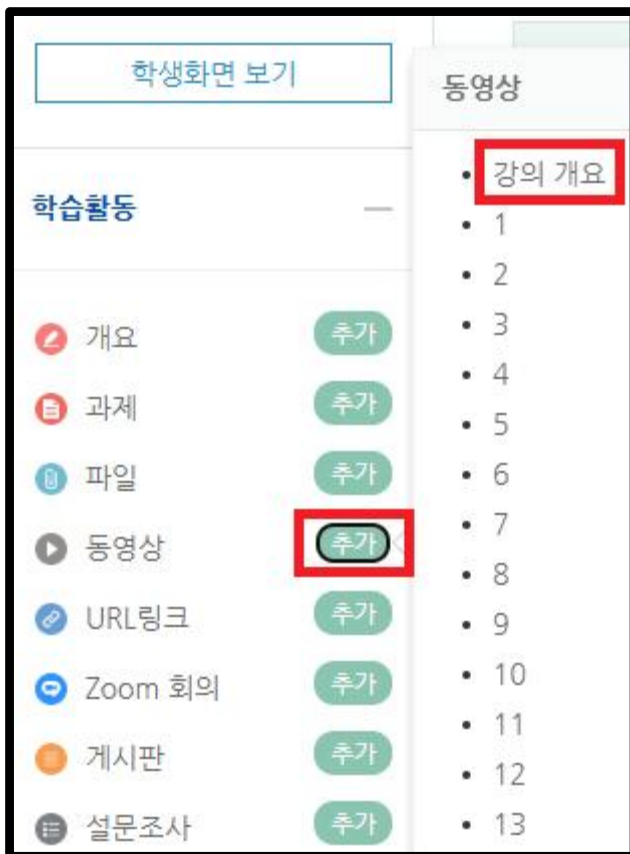 학생화면 보기
학습활동
개요 추가
과제 추가
파일 추가
동영상 추가
URL링크 추가
Zoom 회의 추가
게시판 추가
설문조사 추가
동영상
강의 개요
1
2
3
4
5
6
7
8
9
10
11
12
13